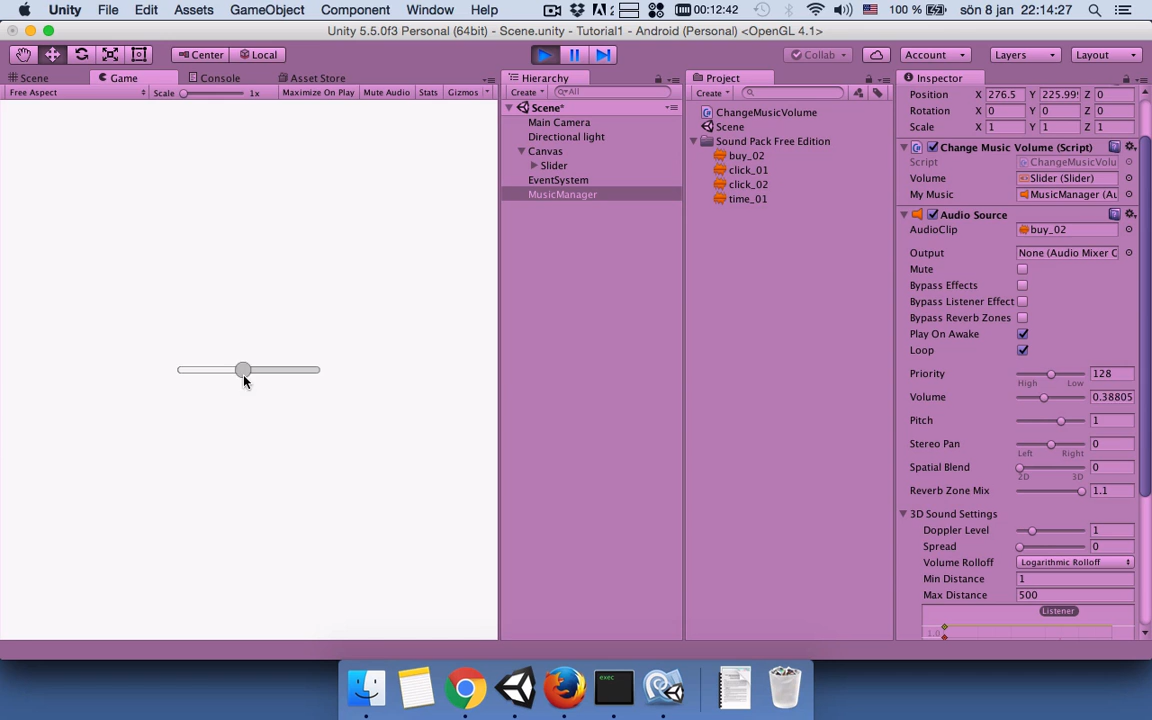 Unity File Edit Assets GameObject Component Window Help 00:12:42 100 % sön 8 jan 22:14:27
Unity 5.5.0f3 Personal (64bit) - Scene.unity - Tutorial1 - Android (Personal) <OpenGL 4.1>
Center Local Collab Account Layers Layout
Scene Game Console Asset Store Hierarchy Project Inspector
Free Aspect Scale 1x Maximize On Play Mute Audio Stats Gizmos
Create All
Scene*
Main Camera
Directional light
Canvas
Slider
EventSystem
MusicManager
Create
ChangeMusicVolume
Scene
Sound Pack Free Edition
buy_02
click_01
click_02
time_01
Position X 276.5 Y 225.99 Z 0
Rotation X 0 Y 0 Z 0
Scale X 1 Y 1 Z 1
Change Music Volume (Script)
Script ChangeMusicVolu
Volume Slider (Slider)
My Music MusicManager (Au
Audio Source
AudioClip buy_02
Output None (Audio Mixer C
Mute
Bypass Effects
Bypass Listener Effect
Bypass Reverb Zones
Play On Awake
Loop
Priority 128
High Low
Volume 0.38805
Pitch 1
Stereo Pan 0
Left Right
Spatial Blend 0
2D 3D
Reverb Zone Mix 1.1
3D Sound Settings
Doppler Level 1
Spread 0
Volume Rolloff Logarithmic Rolloff
Min Distance 1
Max Distance 500
Listener
1.0
exec